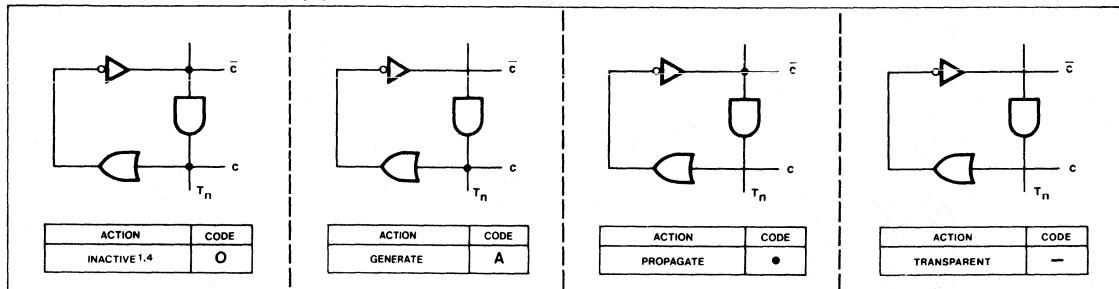 c̅
c
Tn
ACTION CODE
INACTIVE 1,4 O
c̅
c
Tn
ACTION CODE
GENERATE A
c̅
c
Tn
ACTION CODE
PROPAGATE ●
c̅
c
Tn
ACTION CODE
TRANSPARENT —